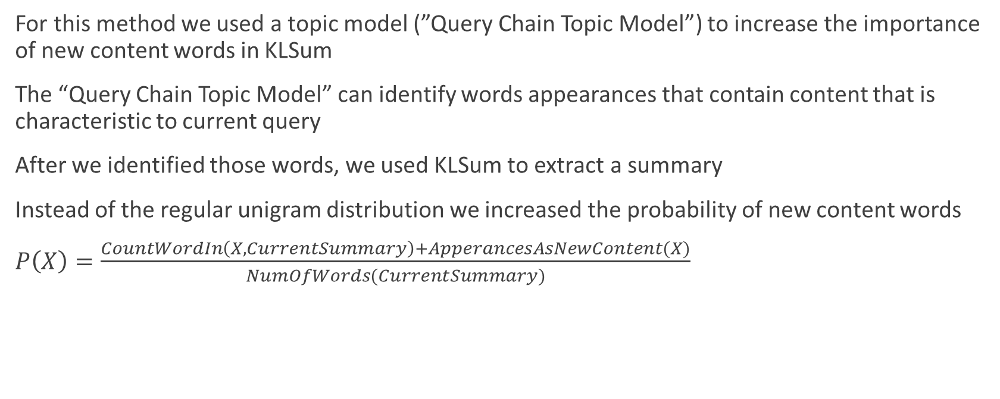 For this method we used a topic model (”Query Chain Topic Model”) to increase the importance
of new content words in KLSum
The “Query Chain Topic Model” can identify words appearances that contain content that is
characteristic to current query
After we identified those words, we used KLSum to extract a summary
Instead of the regular unigram distribution we increased the probability of new content words
P(X) = \frac{CountWordIn(X,CurrentSummary)+ApperancesAsNewContent(X)}{NumOfWords(CurrentSummary)}